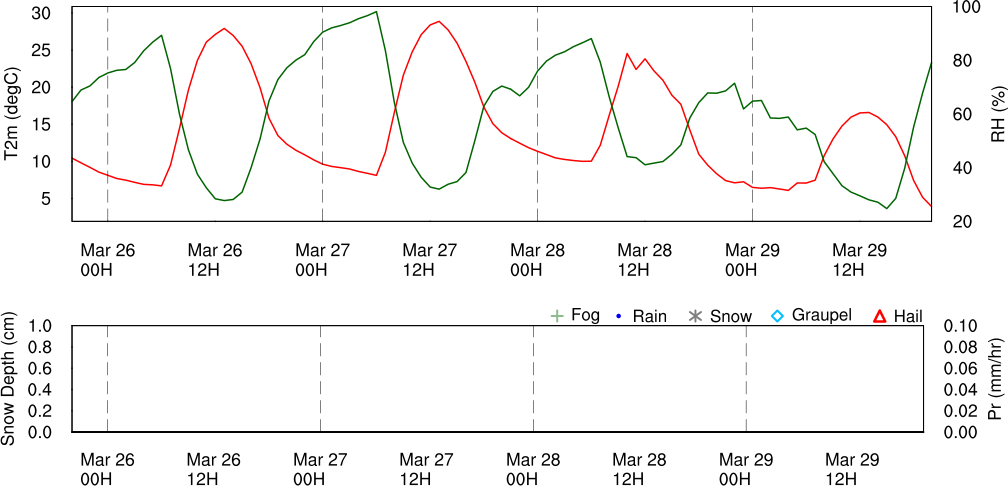 T2m (degC)
30
25
20
15
10
5
100
80
60
40
20
RH (%)
Mar 26 Mar 26 Mar 27 Mar 27 Mar 28 Mar 28 Mar 29 Mar 29
00H 12H 00H 12H 00H 12H 00H 12H
Fog Rain Snow Graupel Hail
Snow Depth (cm)
1.0
0.8
0.6
0.4
0.2
0.0
0.10
0.08
0.06
0.04
0.02
0.00
Pr (mm/hr)
Mar 26 Mar 26 Mar 27 Mar 27 Mar 28 Mar 28 Mar 29 Mar 29
00H 12H 00H 12H 00H 12H 00H 12H